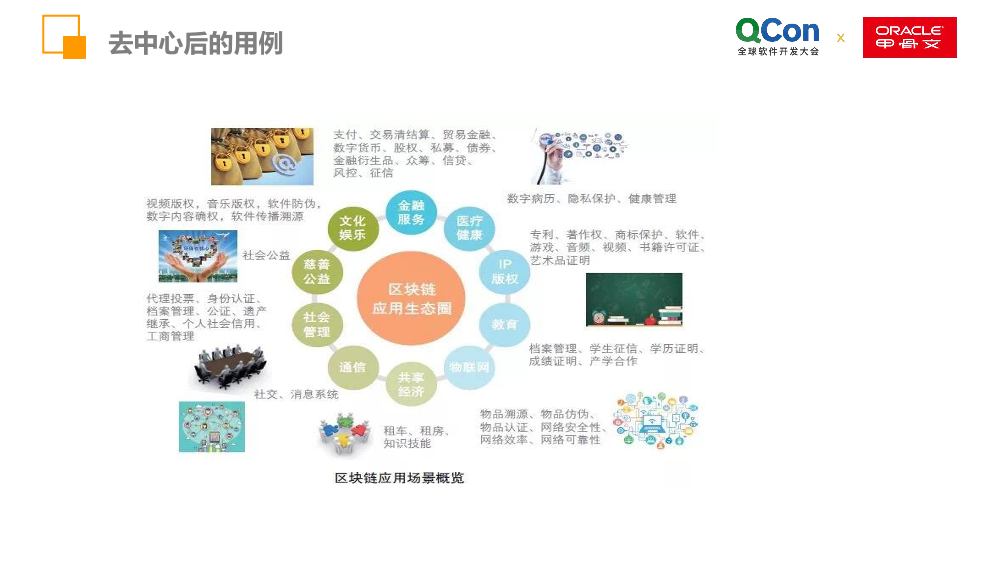 去中心后的用例
QCon
全球软件开发大会
x
ORACLE
甲骨文
支付、交易清结算、贸易金融、
数字货币、股权、私募、债券、
金融衍生品、众筹、信贷、
风控、征信
视频版权，音乐版权，软件防伪，
数字内容确权，软件传播溯源
数字病历、隐私保护、健康管理
金融
服务
文化
娱乐
医疗
健康
专利、著作权、商标保护、软件、
游戏、音频、视频、书籍许可证、
艺术品证明
社会公益
慈善
公益
IP
版权
区块链
应用生态圈
代理投票、身份认证、
档案管理、公证、遗产
继承、个人社会信用、
工商管理
社会
管理
教育
档案管理、学生征信、学历证明、
成绩证明、产学合作
通信
物联网
共享
经济
社交、消息系统
租车、租房、
知识技能
物品溯源、物品仿伪、
物品认证、网络安全性、
网络效率、网络可靠性
区块链应用场景概览